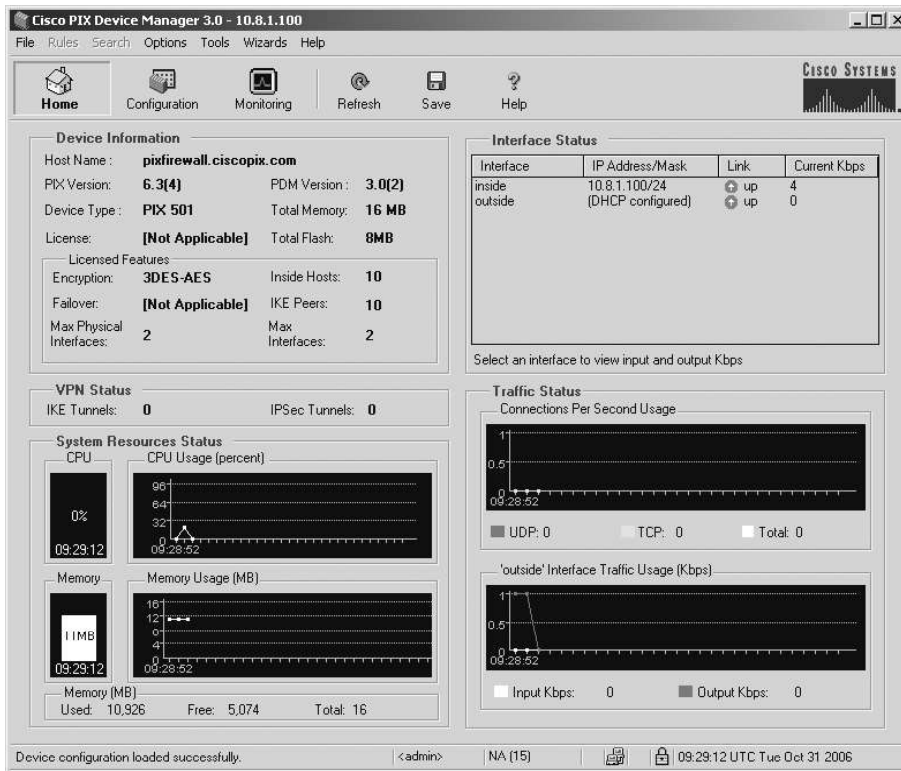 Cisco PIX Device Manager 3.0 - 10.8.1.100
File Rules Search Options Tools Wizards Help
Home Configuration Monitoring Refresh Save Help
CISCO SYSTEMS
Device Information
Host Name : pixfirewall.ciscopix.com
PIX Version: 6.3(4) PDM Version : 3.0(2)
Device Type : PIX 501 Total Memory: 16 MB
License: [Not Applicable] Total Flash: 8MB
Licensed Features
Encryption: 3DES-AES Inside Hosts: 10
Failover: [Not Applicable] IKE Peers: 10
Max Physical Interfaces: 2 Max Interfaces: 2
Interface Status
Interface IP Address/Mask Link Current Kbps
inside 10.8.1.100/24 up 4
outside (DHCP configured) up 0
Select an interface to view input and output Kbps
VPN Status
IKE Tunnels: 0 IPSec Tunnels: 0
System Resources Status
CPU
0%
09:29:12
CPU Usage (percent)
96
64
32
0
09:28:52
Memory
11MB
09:29:12
Memory Usage (MB)
16
12
4
0
09:28:52
Memory (MB)
Used: 10,926 Free: 5,074 Total: 16
Traffic Status
Connections Per Second Usage
1
0.5
0
09:28:52
UDP: 0 TCP: 0 Total: 0
'outside' Interface Traffic Usage (Kbps)
1
0.5
0
09:28:52
Input Kbps: 0 Output Kbps: 0
Device configuration loaded successfully. <admin> NA (15) 09:29:12 UTC Tue Oct 31 2006